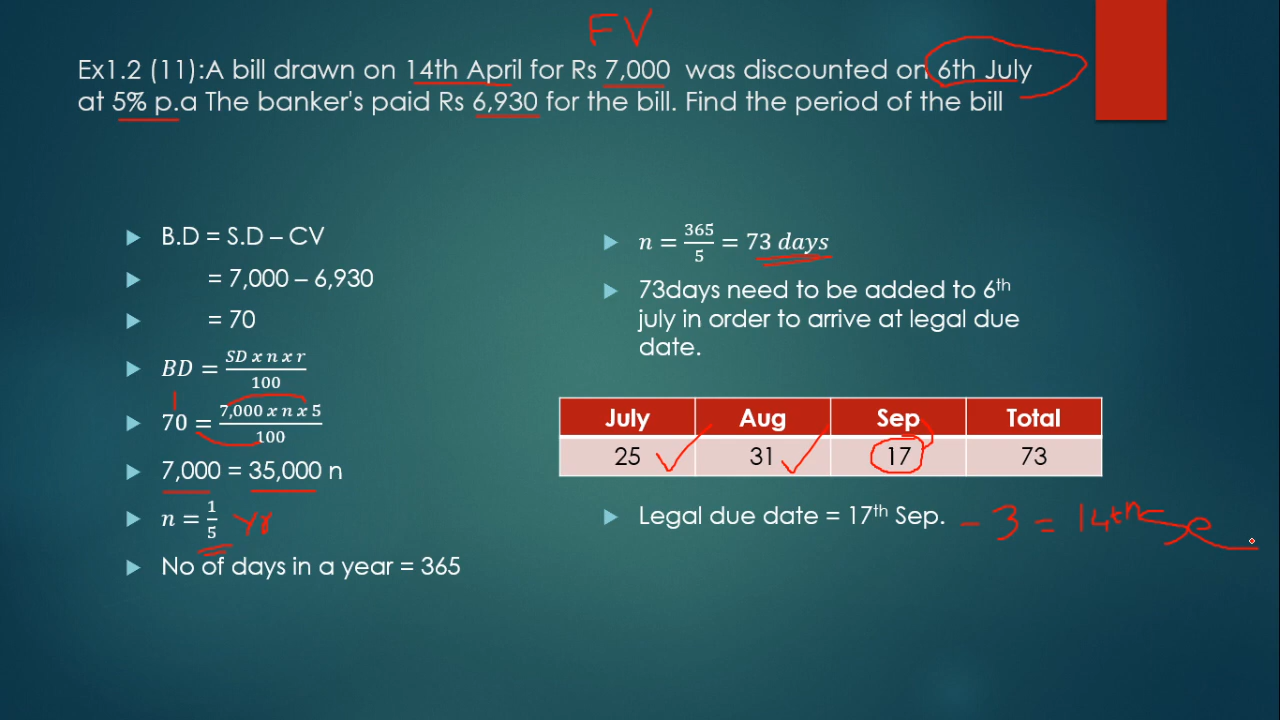 FV
Ex1.2 (11):A bill drawn on 14th April for Rs 7,000 was discounted on 6th July
at 5% p.a The banker's paid Rs 6,930 for the bill. Find the period of the bill
B.D = S.D – CV
= 7,000 – 6,930
= 70
BD = SD x n x r / 100
70 = 7,000 x n x 5 / 100
7,000 = 35,000 n
n = 1/5 Yr
No of days in a year = 365
n = 365/5 = 73 days
73days need to be added to 6th
july in order to arrive at legal due
date.
July Aug Sep Total
25 31 17 73
Legal due date = 17th Sep. – 3 = 14th Se